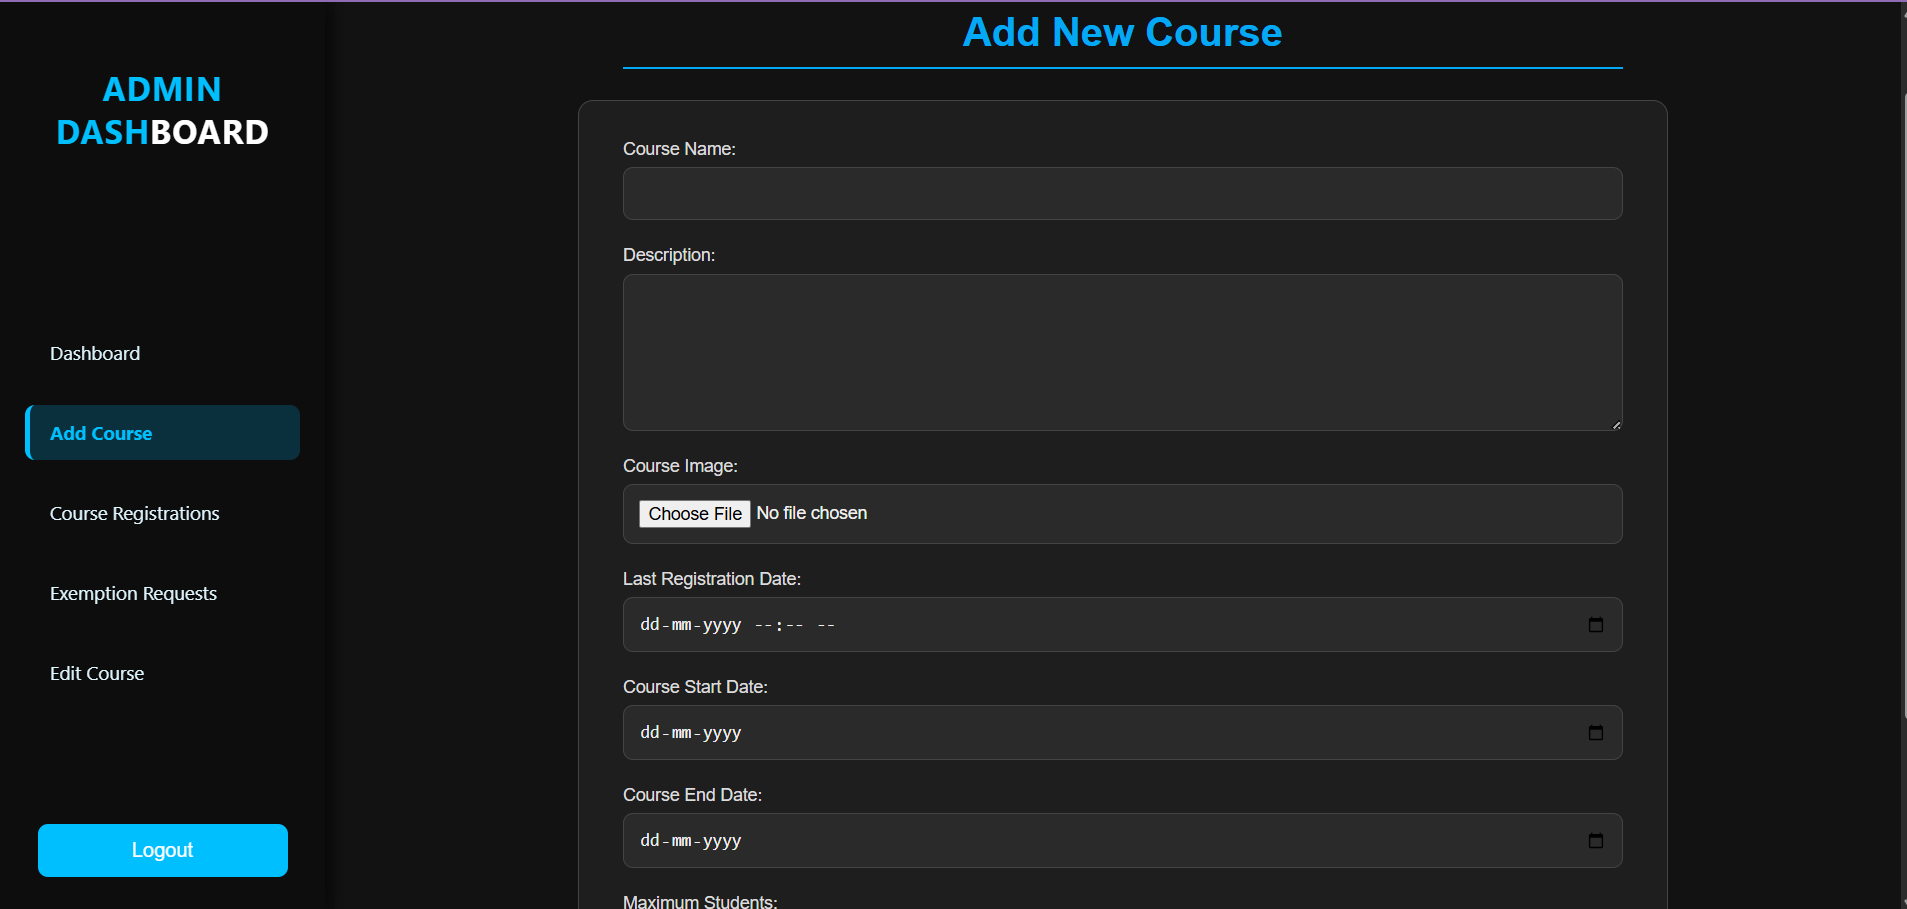 ADMIN
DASHBOARD
Dashboard
Add Course
Course Registrations
Exemption Requests
Edit Course
Logout
Add New Course
Course Name:
Description:
Course Image:
Choose File No file chosen
Last Registration Date:
dd-mm-yyyy --:-- --
Course Start Date:
dd-mm-yyyy
Course End Date:
dd-mm-yyyy
Maximum Students: